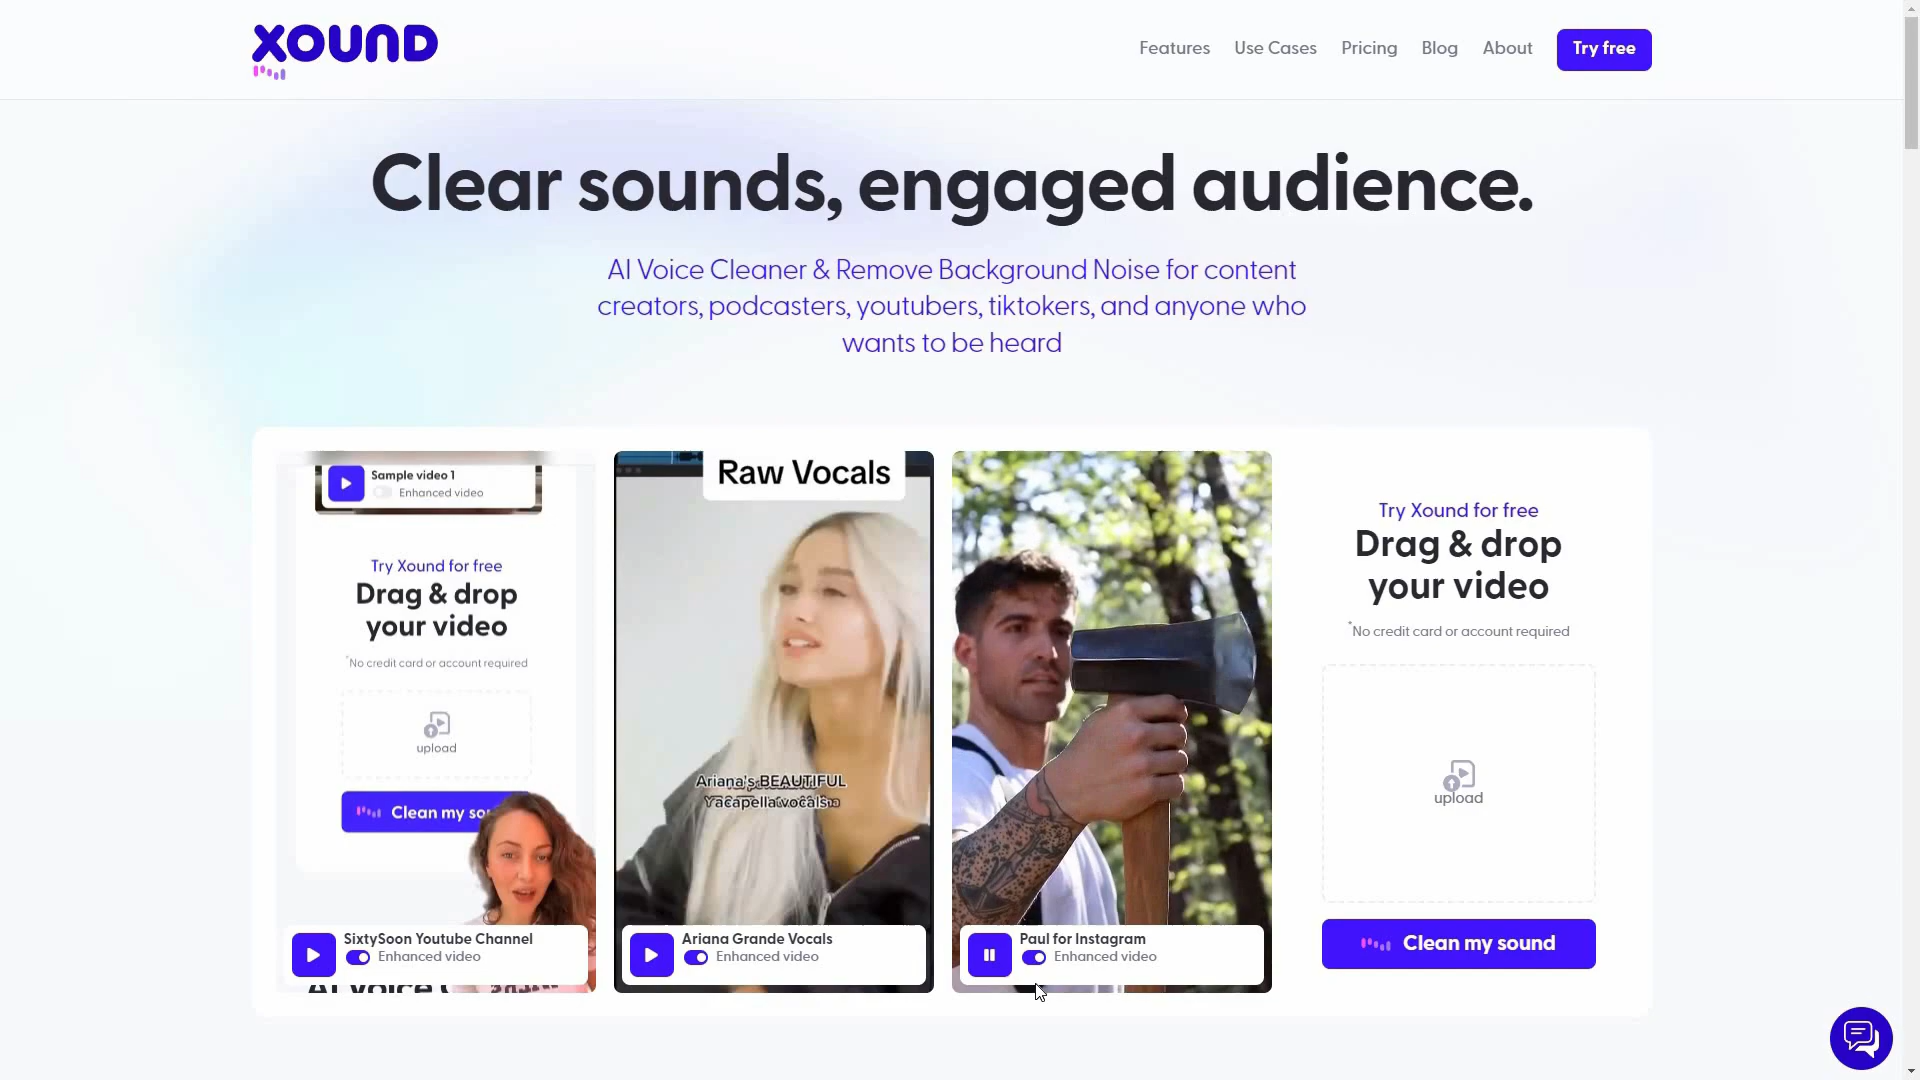 XOUND
Features
Use Cases
Pricing
Blog
About
Try free
Clear sounds, engaged audience.
AI Voice Cleaner & Remove Background Noise for content
creators, podcasters, youtubers, tiktokers, and anyone who
wants to be heard
Sample video 1
Enhanced video
Try Xound for free
Drag & drop
your video
*No credit card or account required
upload
Clean my sou
SixtySoon Youtube Channel
Enhanced video
AI Voice C
Raw Vocals
Ariana's BEAUTIFUL
Ariana Grande Vocals
Enhanced video
Paul for Instagram
Enhanced video
Try Xound for free
Drag & drop
your video
*No credit card or account required
upload
Clean my sound